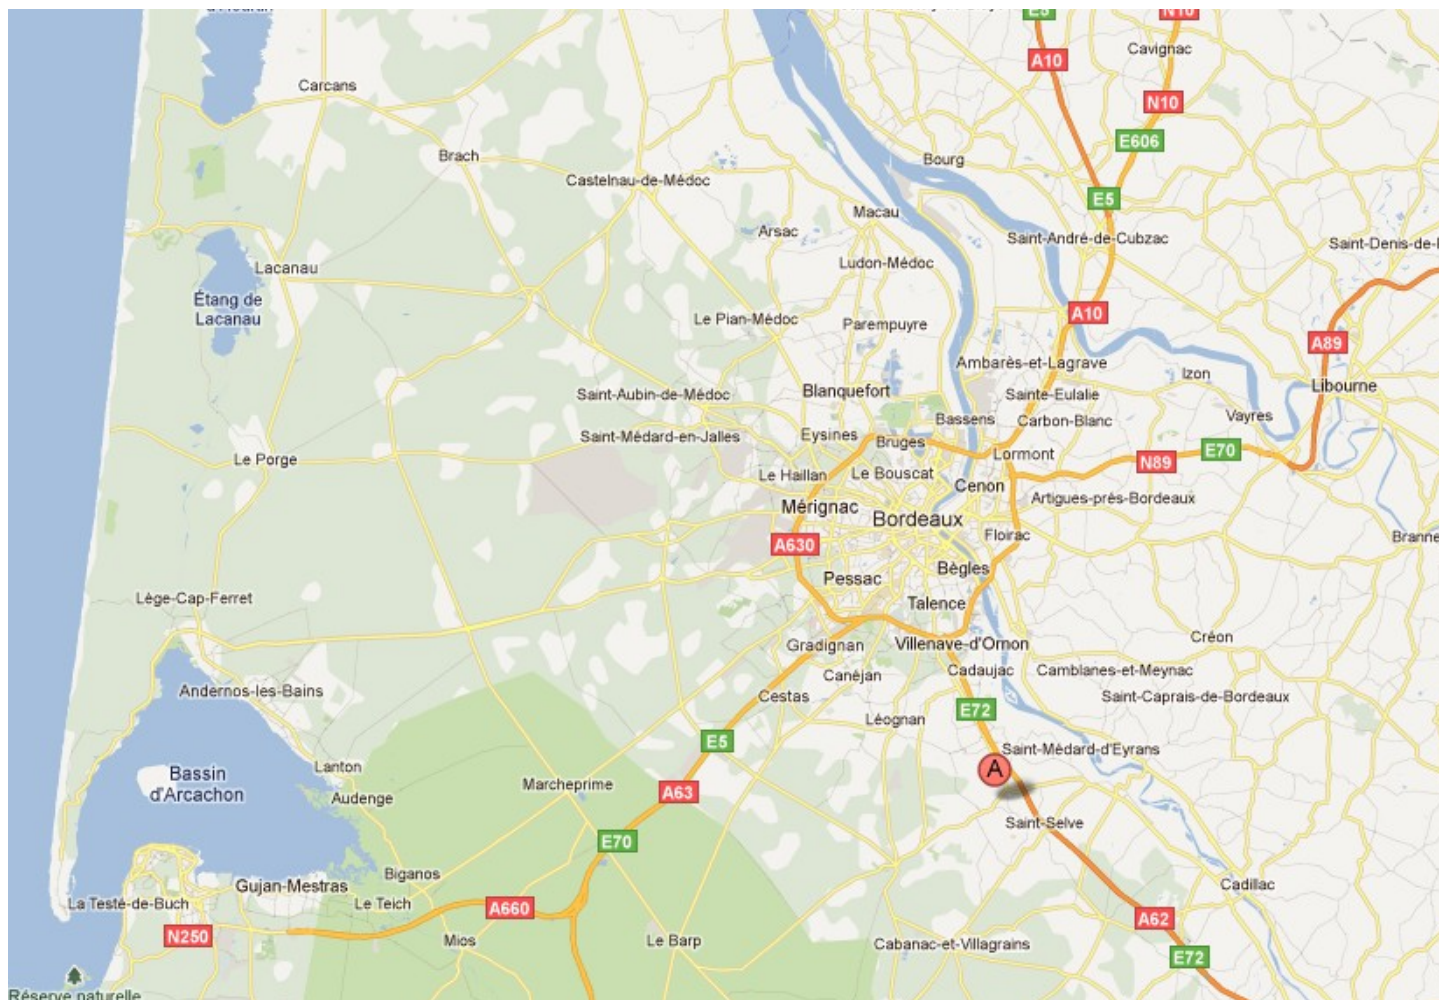 E5
N10
Cavignac
A10
Carcans
N10
E606
Brach
Bourg
Castelnau-de-Médoc
E5
Macau
Arsac
Saint-André-de-Cubzac
Saint-Denis-de-
Ludon-Médoc
Lacanau
Étang de
Lacanau
A10
Le Pian-Médoc
Parempuyre
A89
Ambarès-et-Lagrave
Izon
Libourne
Blanquefort
Saint-Aubin-de-Médoc
Sainte-Eulalie
Vayres
Bassens
Carbon-Blanc
Saint-Médard-en-Jalles
Eysines
Bruges
E70
Le Porge
Lormont
N89
Le Haillan
Le Bouscat
Cenon
Artigues-près-Bordeaux
Mérignac
Bordeaux
Floirac
Branne
A630
Bègles
Pessac
Lège-Cap-Ferret
Talence
Créon
Gradignan
Villenave-d'Ornon
Canéjan
Cadaujac
Camblanes-et-Meynac
Andernos-les-Bains
Cestas
Saint-Caprais-de-Bordeaux
E72
Léognan
E5
Saint-Médard-d'Eyrans
Lanton
A
Bassin
d'Arcachon
Marcheprime
A63
Audenge
Saint-Selve
E70
Biganos
Gujan-Mestras
Cadillac
La Teste-de-Buch
Le Teich
A660
A62
N250
Mios
Le Barp
Cabanac-et-Villagrains
E72
Réserve naturelle